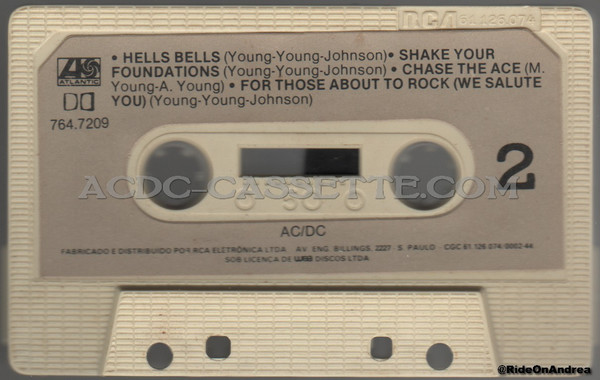 RCA 61.126.074
• HELLS BELLS (Young-Young-Johnson) • SHAKE YOUR
FOUNDATIONS (Young-Young-Johnson) • CHASE THE ACE (M.
Young-A. Young) • FOR THOSE ABOUT TO ROCK (WE SALUTE
YOU) (Young-Young-Johnson)
ATLANTIC
764.7209
2
ACDC-CASSETTE.COM
AC/DC
FABRICADO E DISTRIBUIDO POR RCA ELETRÔNICA LTDA. AV. ENG. BILLINGS, 2227 - S. PAULO - CGC 61.126.074/0002-44
SOB LICENÇA DE WEA DISCOS LTDA.
@RideOnAndrea